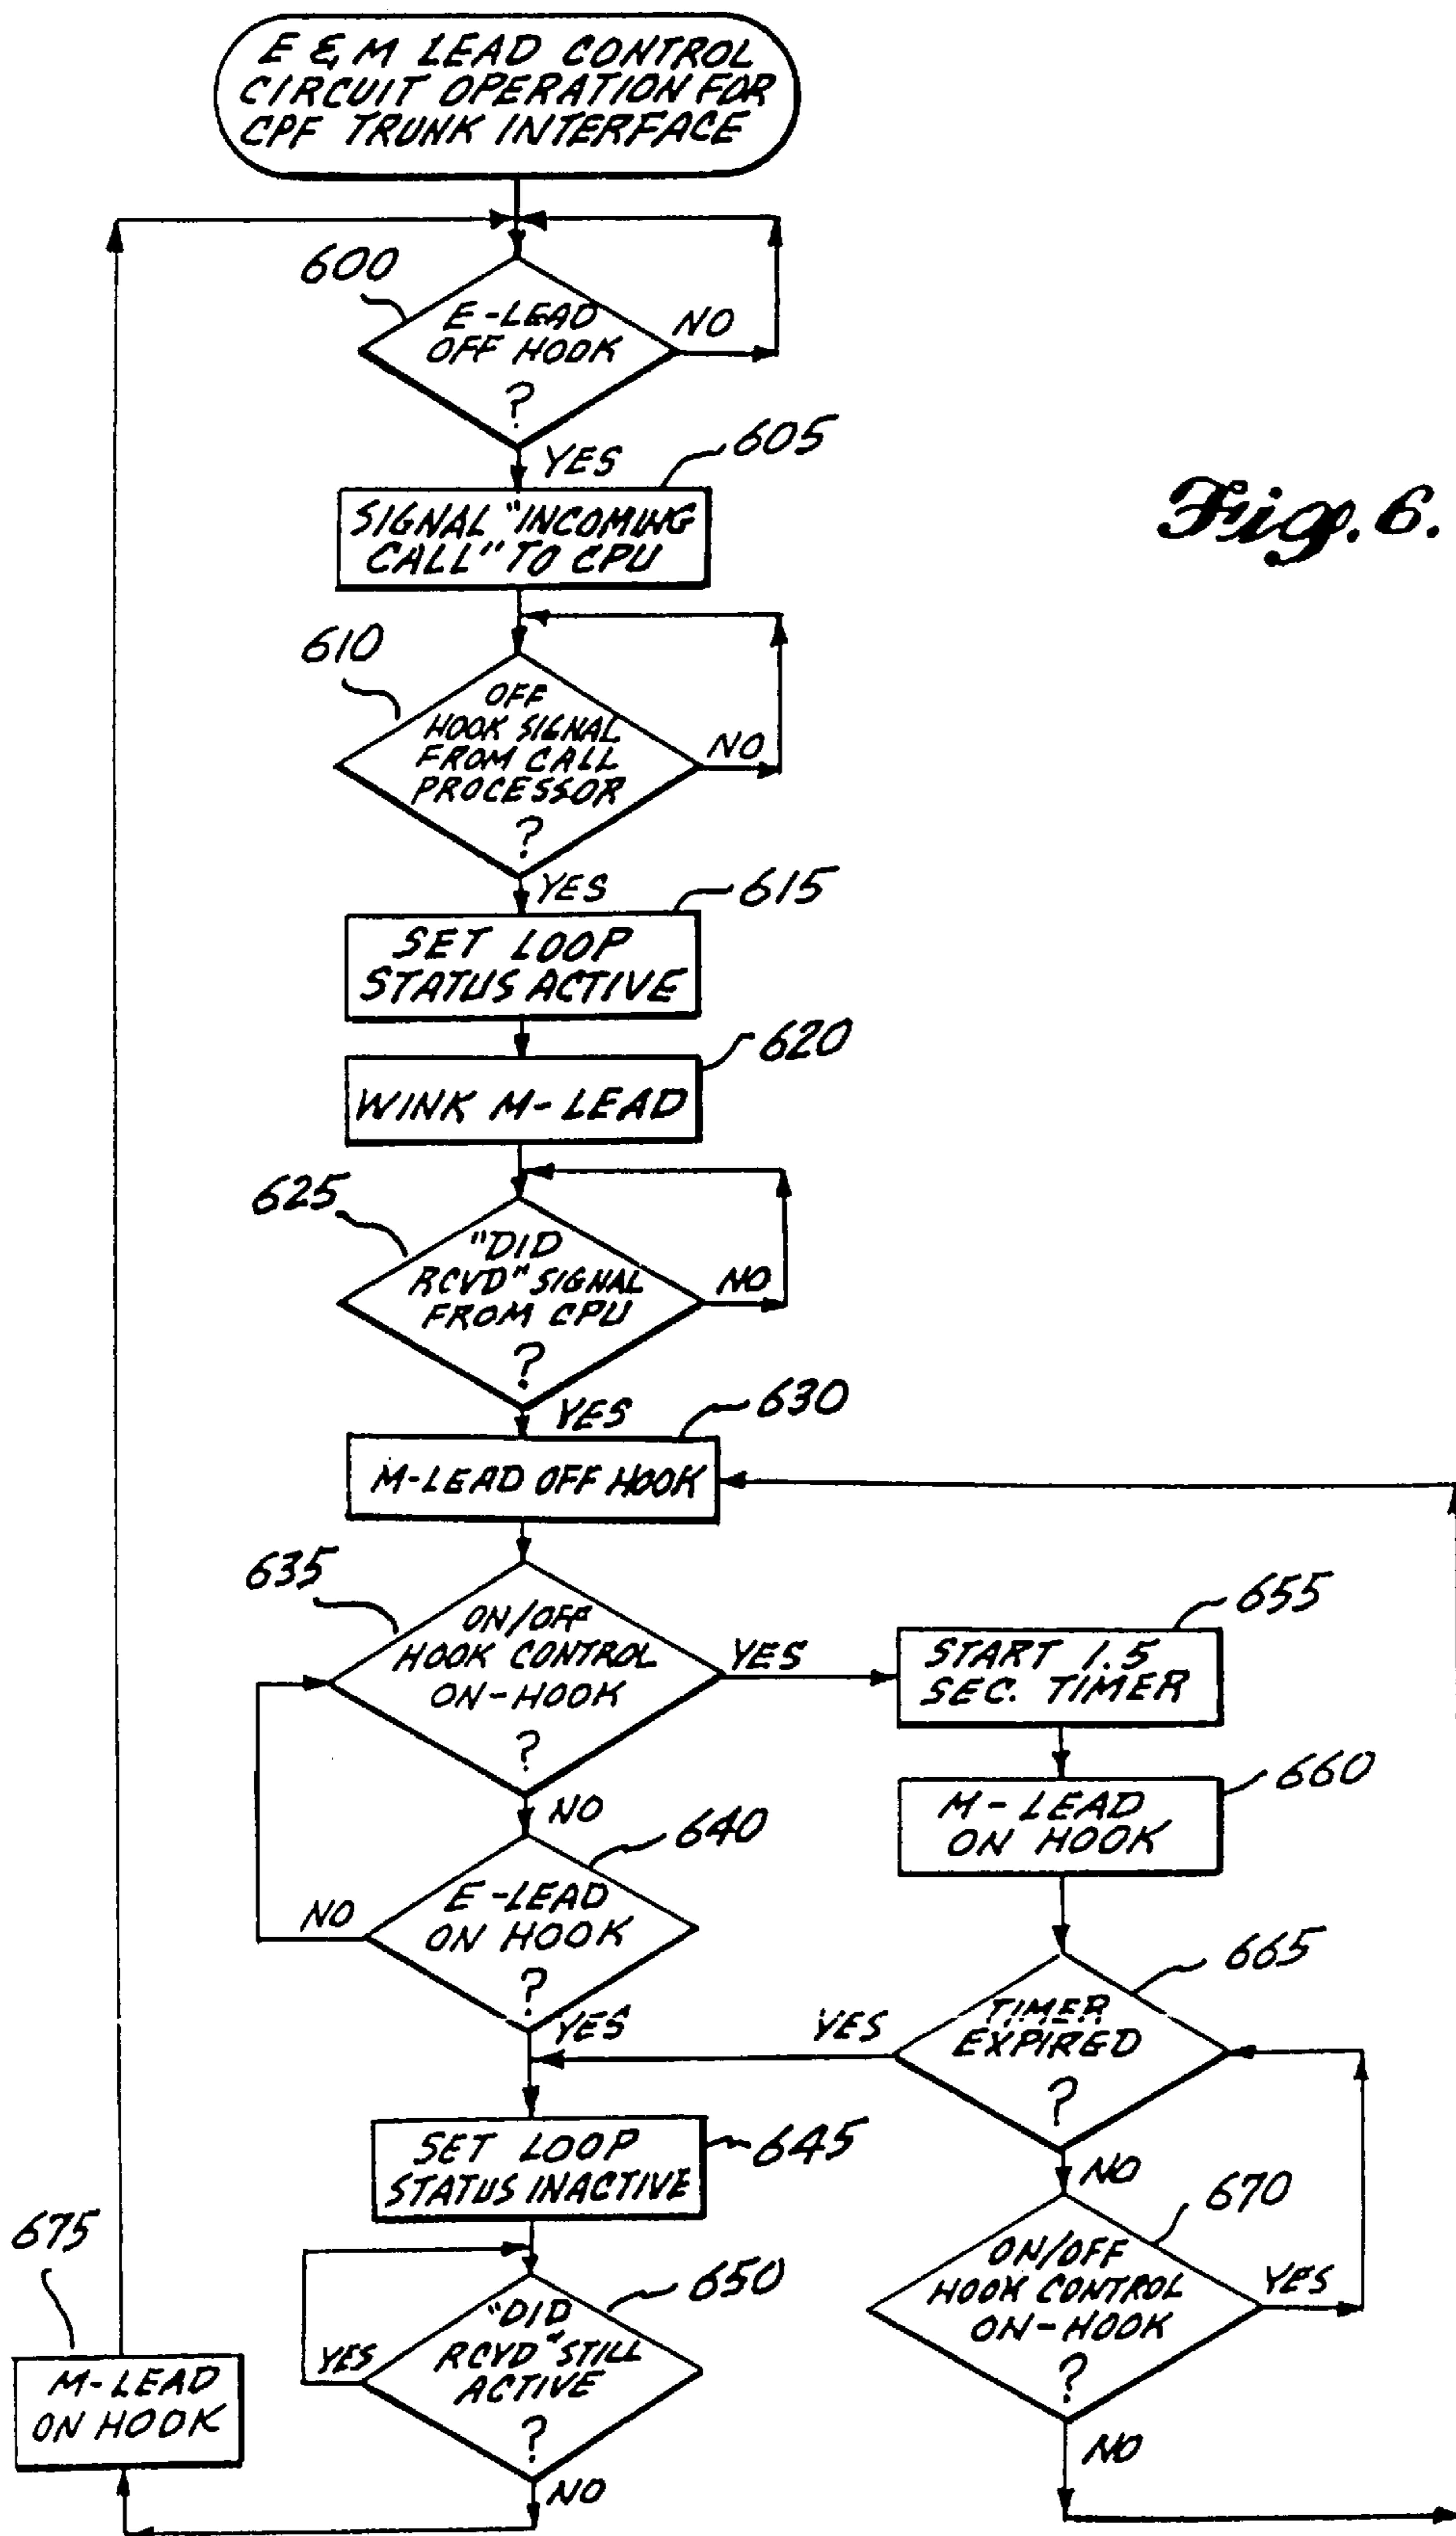 E & M LEAD CONTROL
CIRCUIT OPERATION FOR
CPF TRUNK INTERFACE
600
E-LEAD
OFF HOOK
?
NO
YES
605
SIGNAL "INCOMING
CALL" TO CPU
Fig. 6.
610
OFF
HOOK SIGNAL
FROM CALL
PROCESSOR
?
NO
YES
615
SET LOOP
STATUS ACTIVE
620
WINK M-LEAD
625
"DID
RCVD" SIGNAL
FROM CPU
?
NO
YES
630
M-LEAD OFF HOOK
635
ON/OFF
HOOK CONTROL
ON-HOOK
?
YES
NO
655
START 1.5
SEC. TIMER
660
M-LEAD
ON HOOK
640
E-LEAD
ON HOOK
?
NO
YES
665
TIMER
EXPIRED
?
YES
NO
645
SET LOOP
STATUS INACTIVE
670
ON/OFF
HOOK CONTROL
ON-HOOK
?
YES
NO
650
"DID
RCVD" STILL
ACTIVE
?
YES
NO
675
M-LEAD
ON HOOK